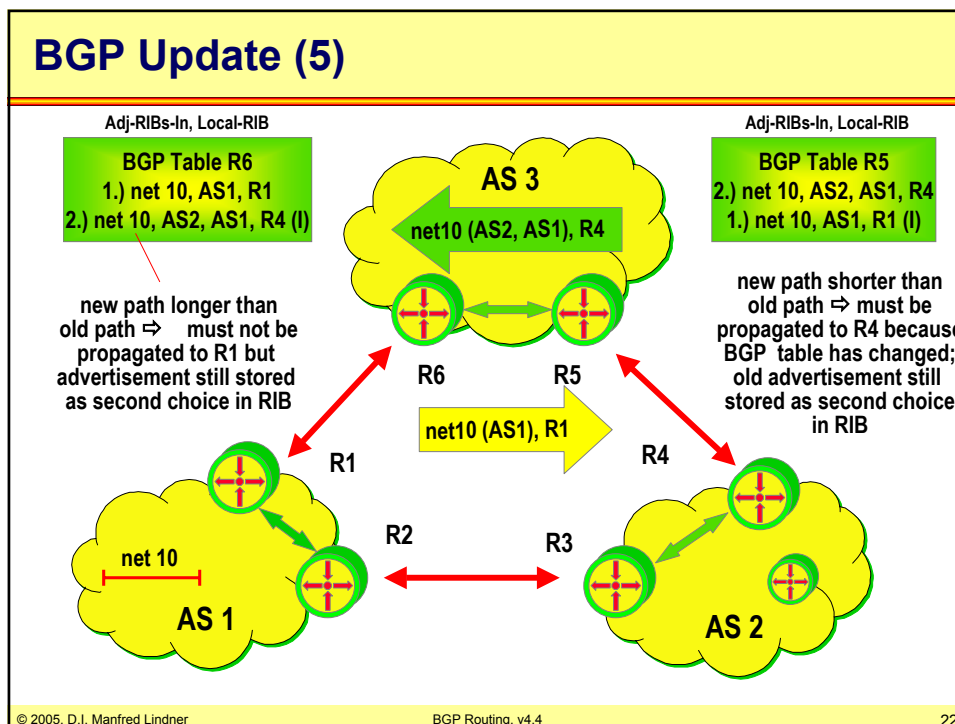 BGP Update (5)
Adj-RIBs-In, Local-RIB
BGP Table R6
1.) net 10, AS1, R1
2.) net 10, AS2, AS1, R4 (I)
new path longer than
old path ⇨ must not be
propagated to R1 but
advertisement still stored
as second choice in RIB
AS 3
net10 (AS2, AS1), R4
R6
R5
Adj-RIBs-In, Local-RIB
BGP Table R5
2.) net 10, AS2, AS1, R4
1.) net 10, AS1, R1 (I)
new path shorter than
old path ⇨ must be
propagated to R4 because
BGP table has changed;
old advertisement still
stored as second choice
in RIB
net10 (AS1), R1
R1
R4
R2
R3
net 10
AS 1
AS 2
© 2005, D.I. Manfred Lindner
BGP Routing, v4.4
22